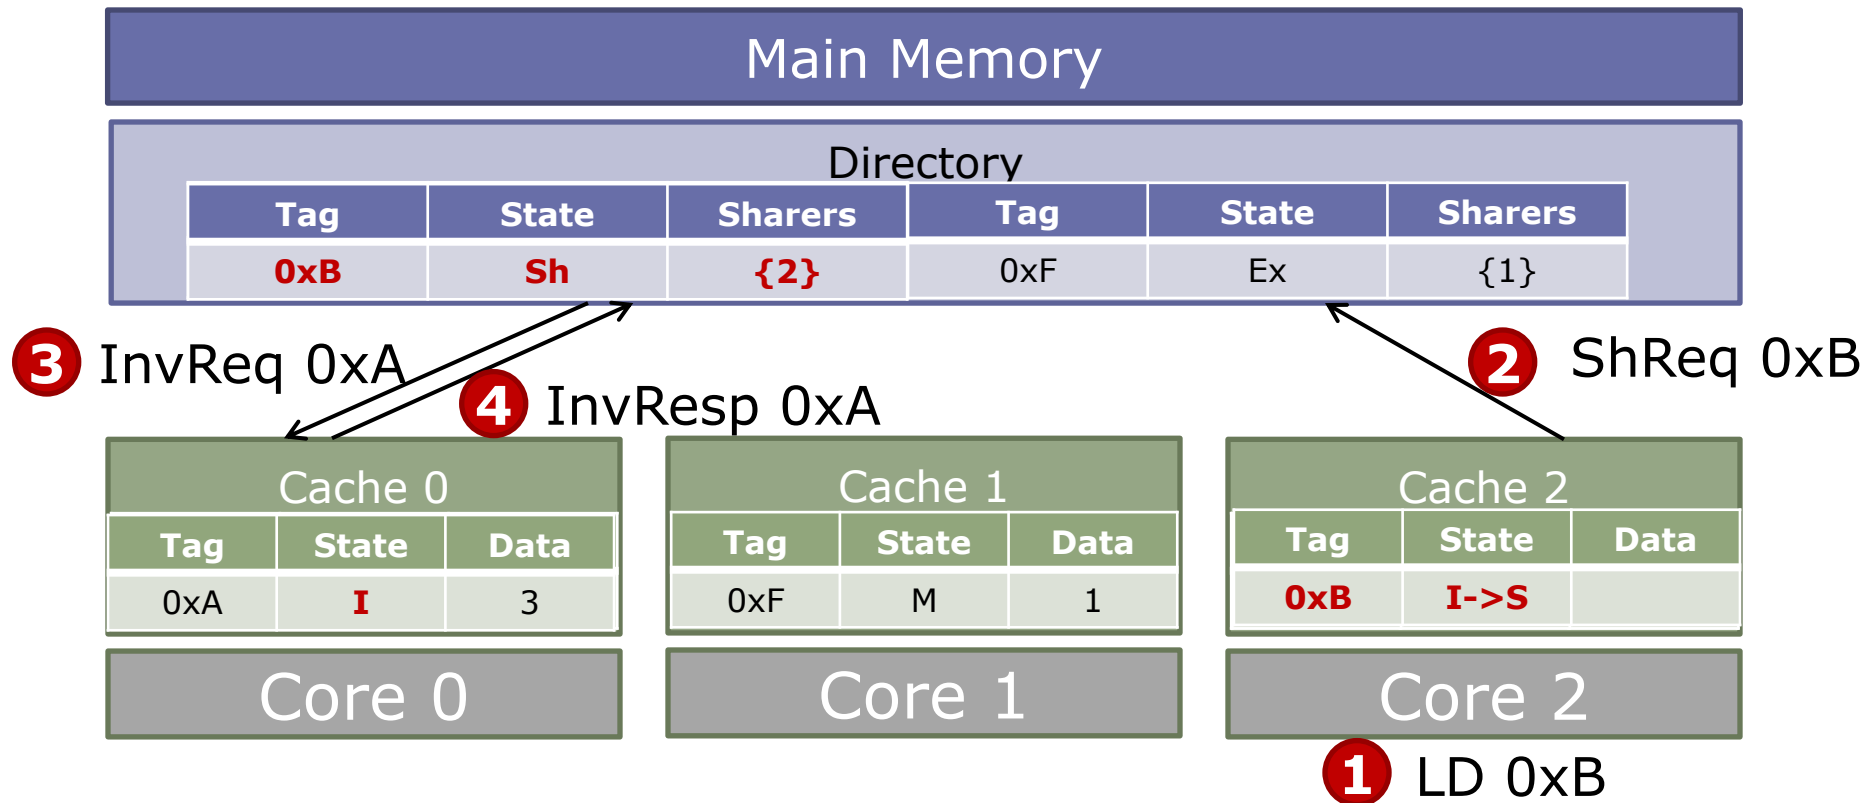 Main Memory
Directory
Tag State Sharers Tag State Sharers
0xB Sh {2} 0xF Ex {1}
3 InvReq 0xA
2 ShReq 0xB
4 InvResp 0xA
Cache 0
Tag State Data
0xA I 3
Core 0
Cache 1
Tag State Data
0xF M 1
Core 1
Cache 2
Tag State Data
0xB I->S
Core 2
1 LD 0xB